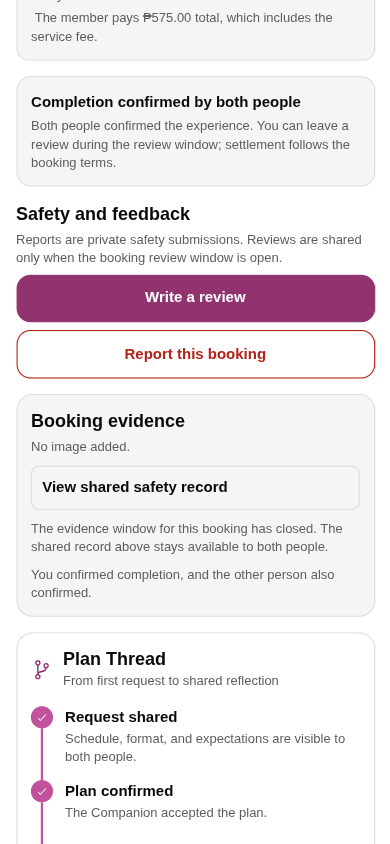 The member pays ₱575.00 total, which includes the
service fee.
Completion confirmed by both people
Both people confirmed the experience. You can leave a
review during the review window; settlement follows the
booking terms.
Safety and feedback
Reports are private safety submissions. Reviews are shared
only when the booking review window is open.
Write a review
Report this booking
Booking evidence
No image added.
View shared safety record
The evidence window for this booking has closed. The
shared record above stays available to both people.
You confirmed completion, and the other person also
confirmed.
Plan Thread
From first request to shared reflection
Request shared
Schedule, format, and expectations are visible to
both people.
Plan confirmed
The Companion accepted the plan.